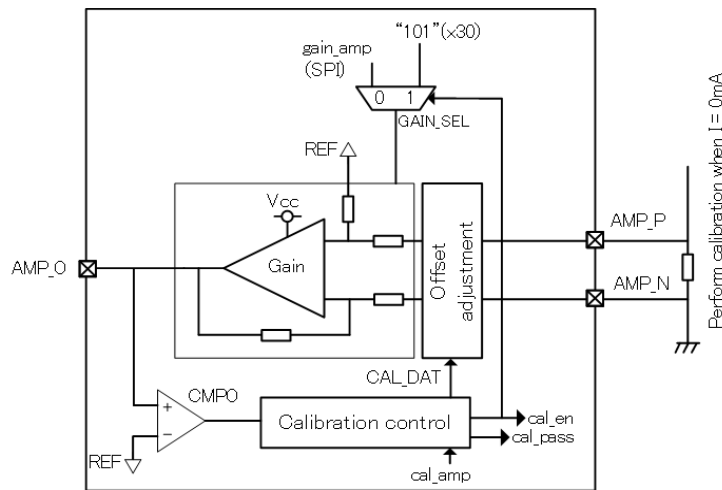 "101"(x30)
gain_amp
(SPI)
0 1
GAIN_SEL
REF
Vcc
Gain
Offset
adjustment
AMP_O
AMP_P
AMP_N
Perform calibration when I = 0mA
CAL_DAT
CMPO
+
−
REF
Calibration control
cal_en
cal_pass
cal_amp